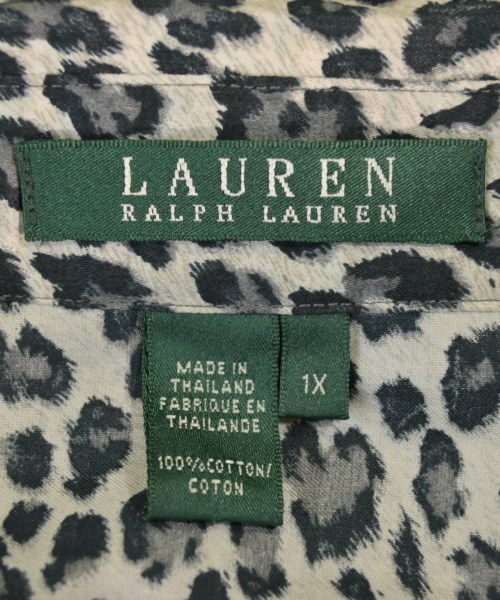 LAUREN
RALPH LAUREN
MADE IN
THAILAND
FABRIQUE EN
THAILANDE
100%COTTON/
COTON
1X